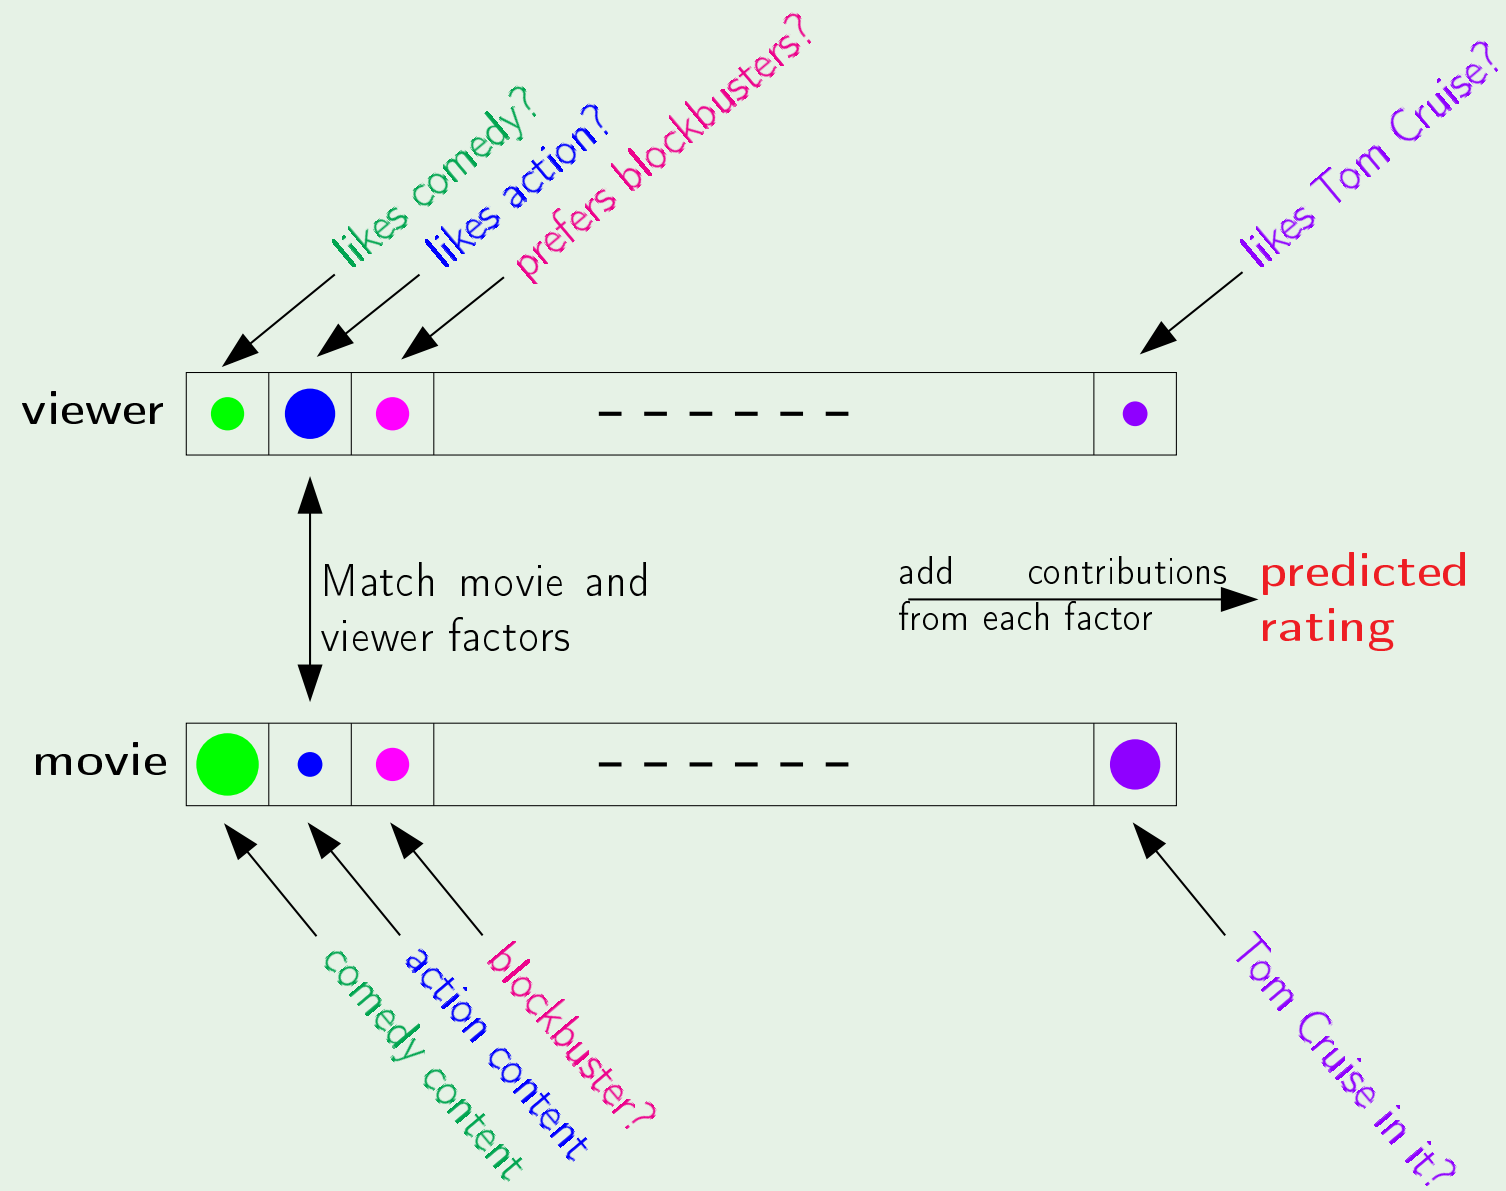 likes comedy?
likes action?
prefers blockbusters?
likes Tom Cruise?
viewer
Match movie and
viewer factors
add contributions
from each factor
predicted
rating
movie
comedy content
action content
blockbuster?
Tom Cruise in it?